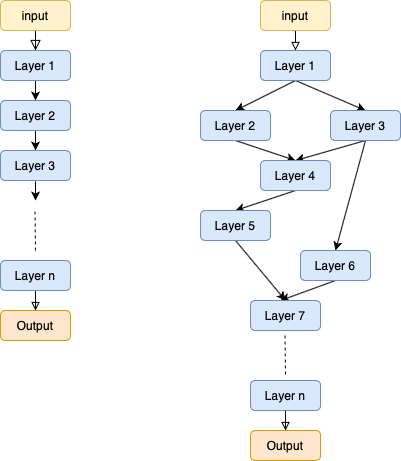 input
Layer 1
Layer 2
Layer 3
Layer n
Output
input
Layer 1
Layer 2
Layer 3
Layer 4
Layer 5
Layer 6
Layer 7
Layer n
Output